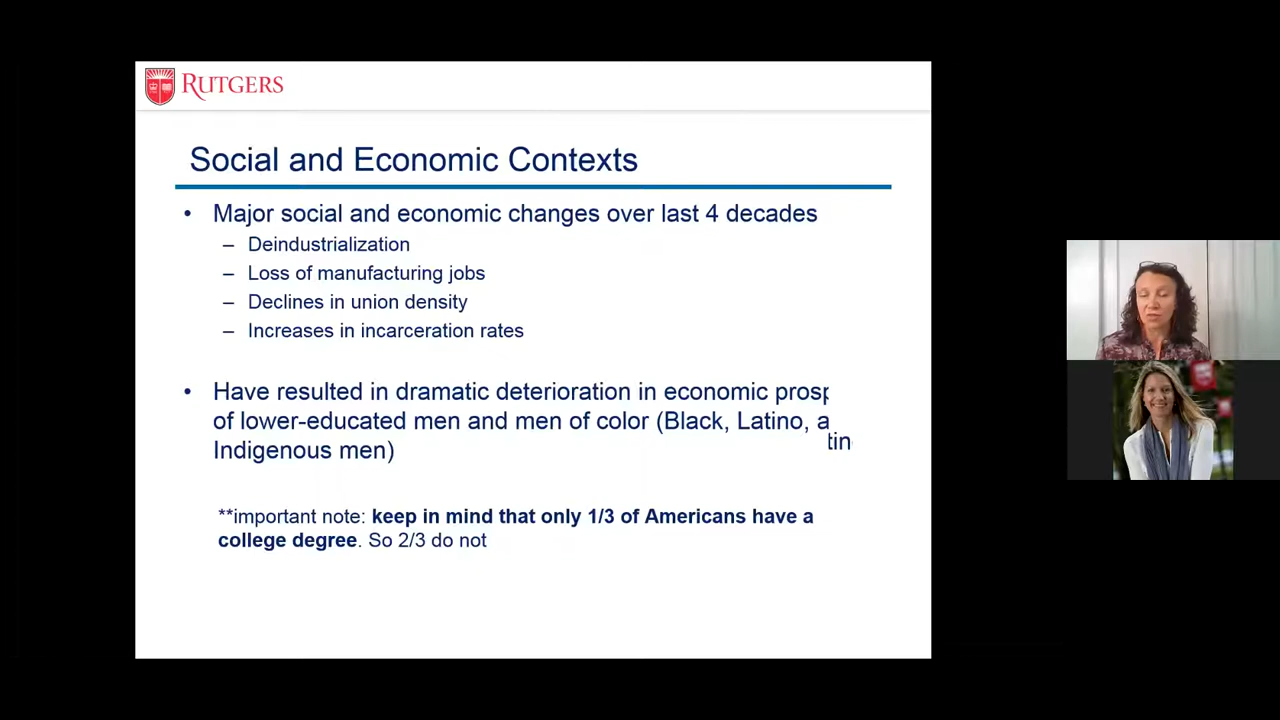 RUTGERS
Social and Economic Contexts
• Major social and economic changes over last 4 decades
– Deindustrialization
– Loss of manufacturing jobs
– Declines in union density
– Increases in incarceration rates
• Have resulted in dramatic deterioration in economic prosp
of lower-educated men and men of color (Black, Latino, a
tin
Indigenous men)
**important note: keep in mind that only 1/3 of Americans have a
college degree. So 2/3 do not